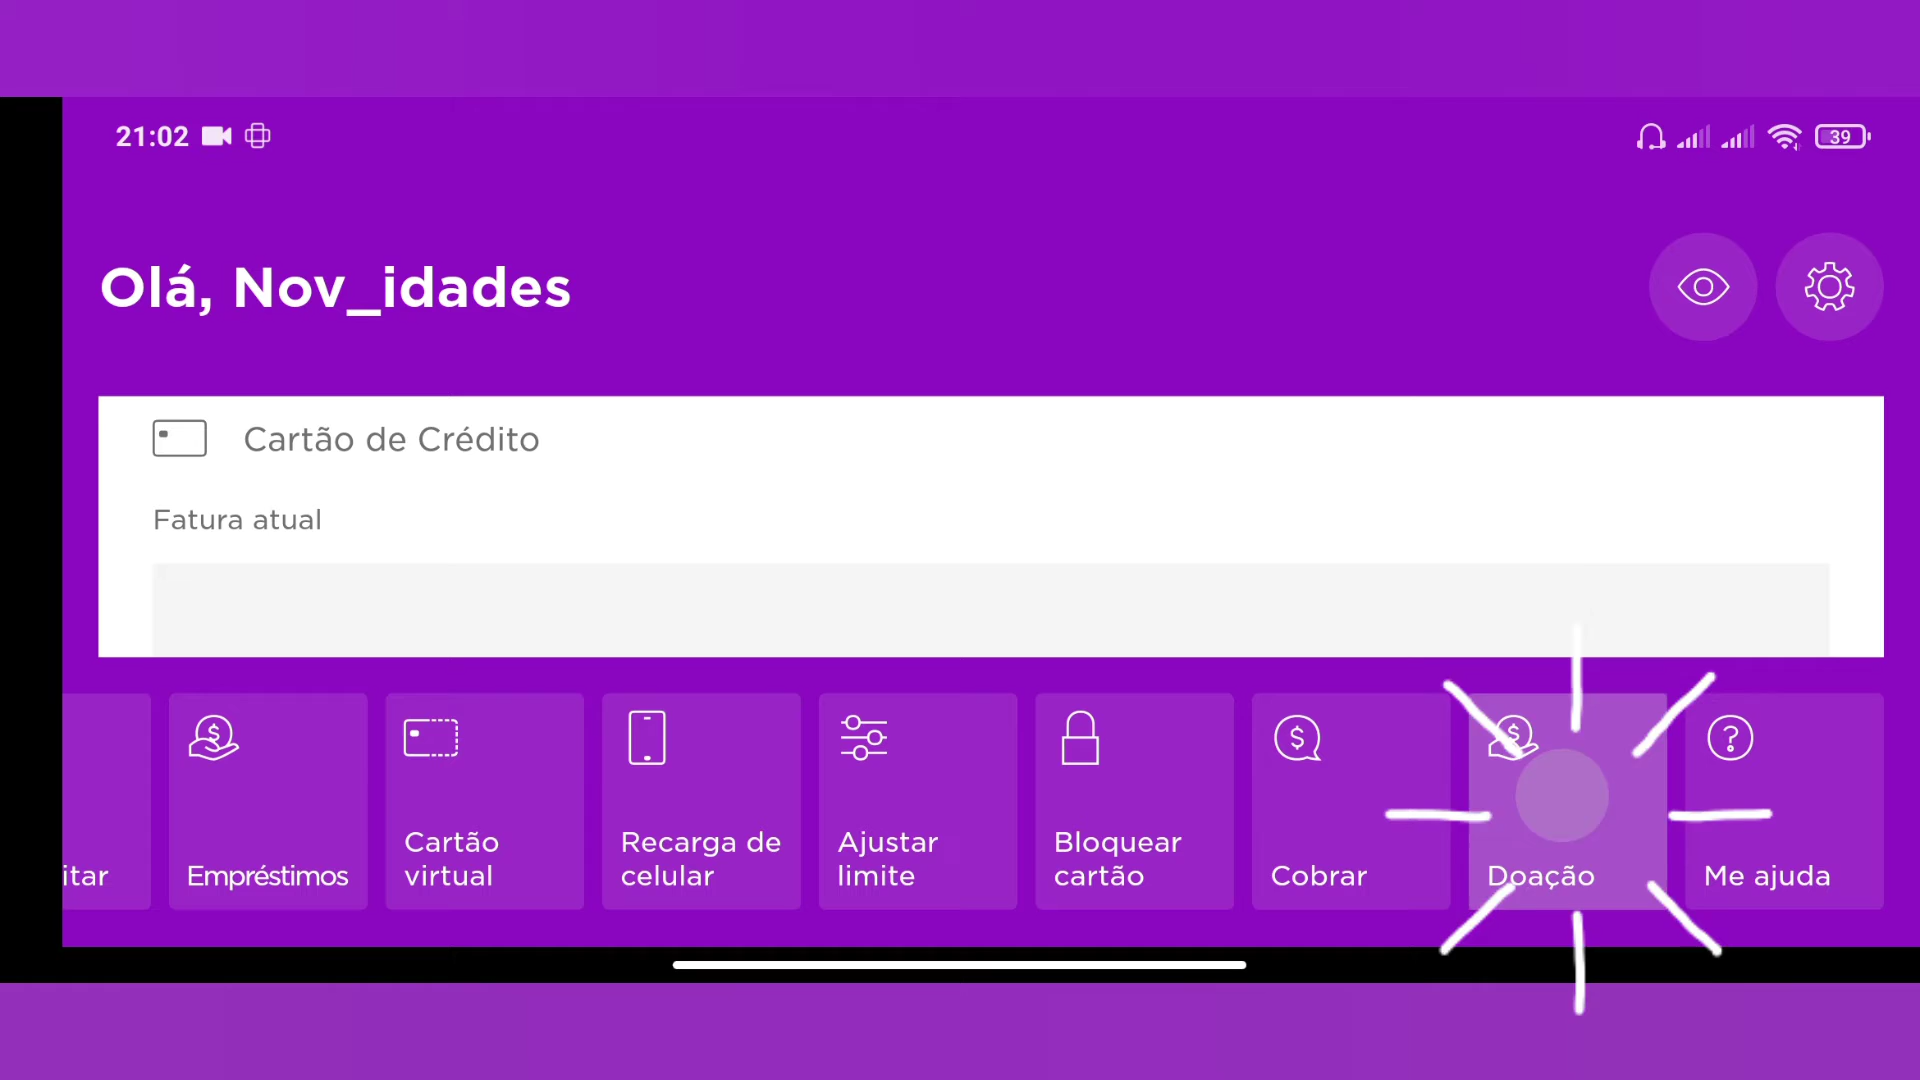 21:02
39
Olá, Nov_idades
Cartão de Crédito
Fatura atual
itar
Empréstimos
Cartão
virtual
Recarga de
celular
Ajustar
limite
Bloquear
cartão
Cobrar
Doação
Me ajuda